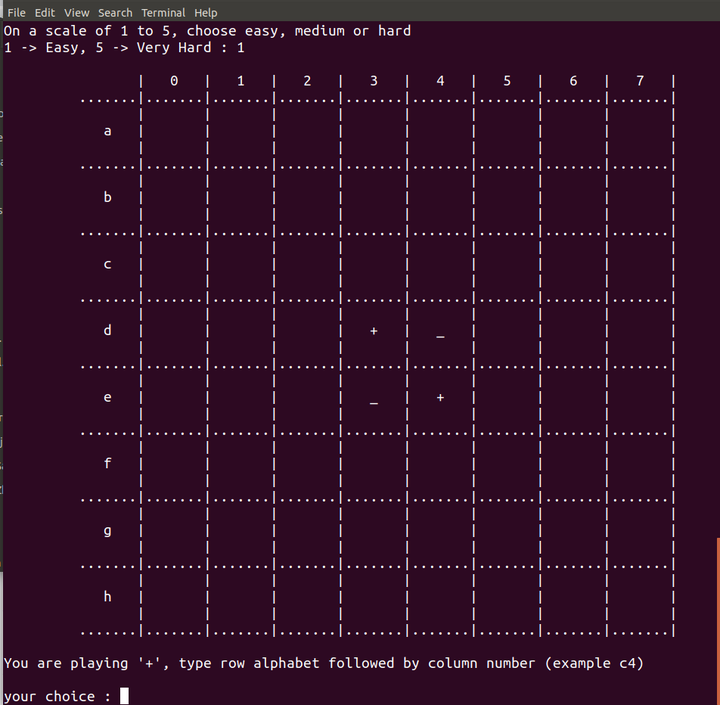 File Edit View Search Terminal Help
On a scale of 1 to 5, choose easy, medium or hard
1 -> Easy, 5 -> Very Hard : 1
| 0 | 1 | 2 | 3 | 4 | 5 | 6 | 7 |
a
b
c
d + _
e _ +
f
g
h
You are playing '+', type row alphabet followed by column number (example c4)
your choice :